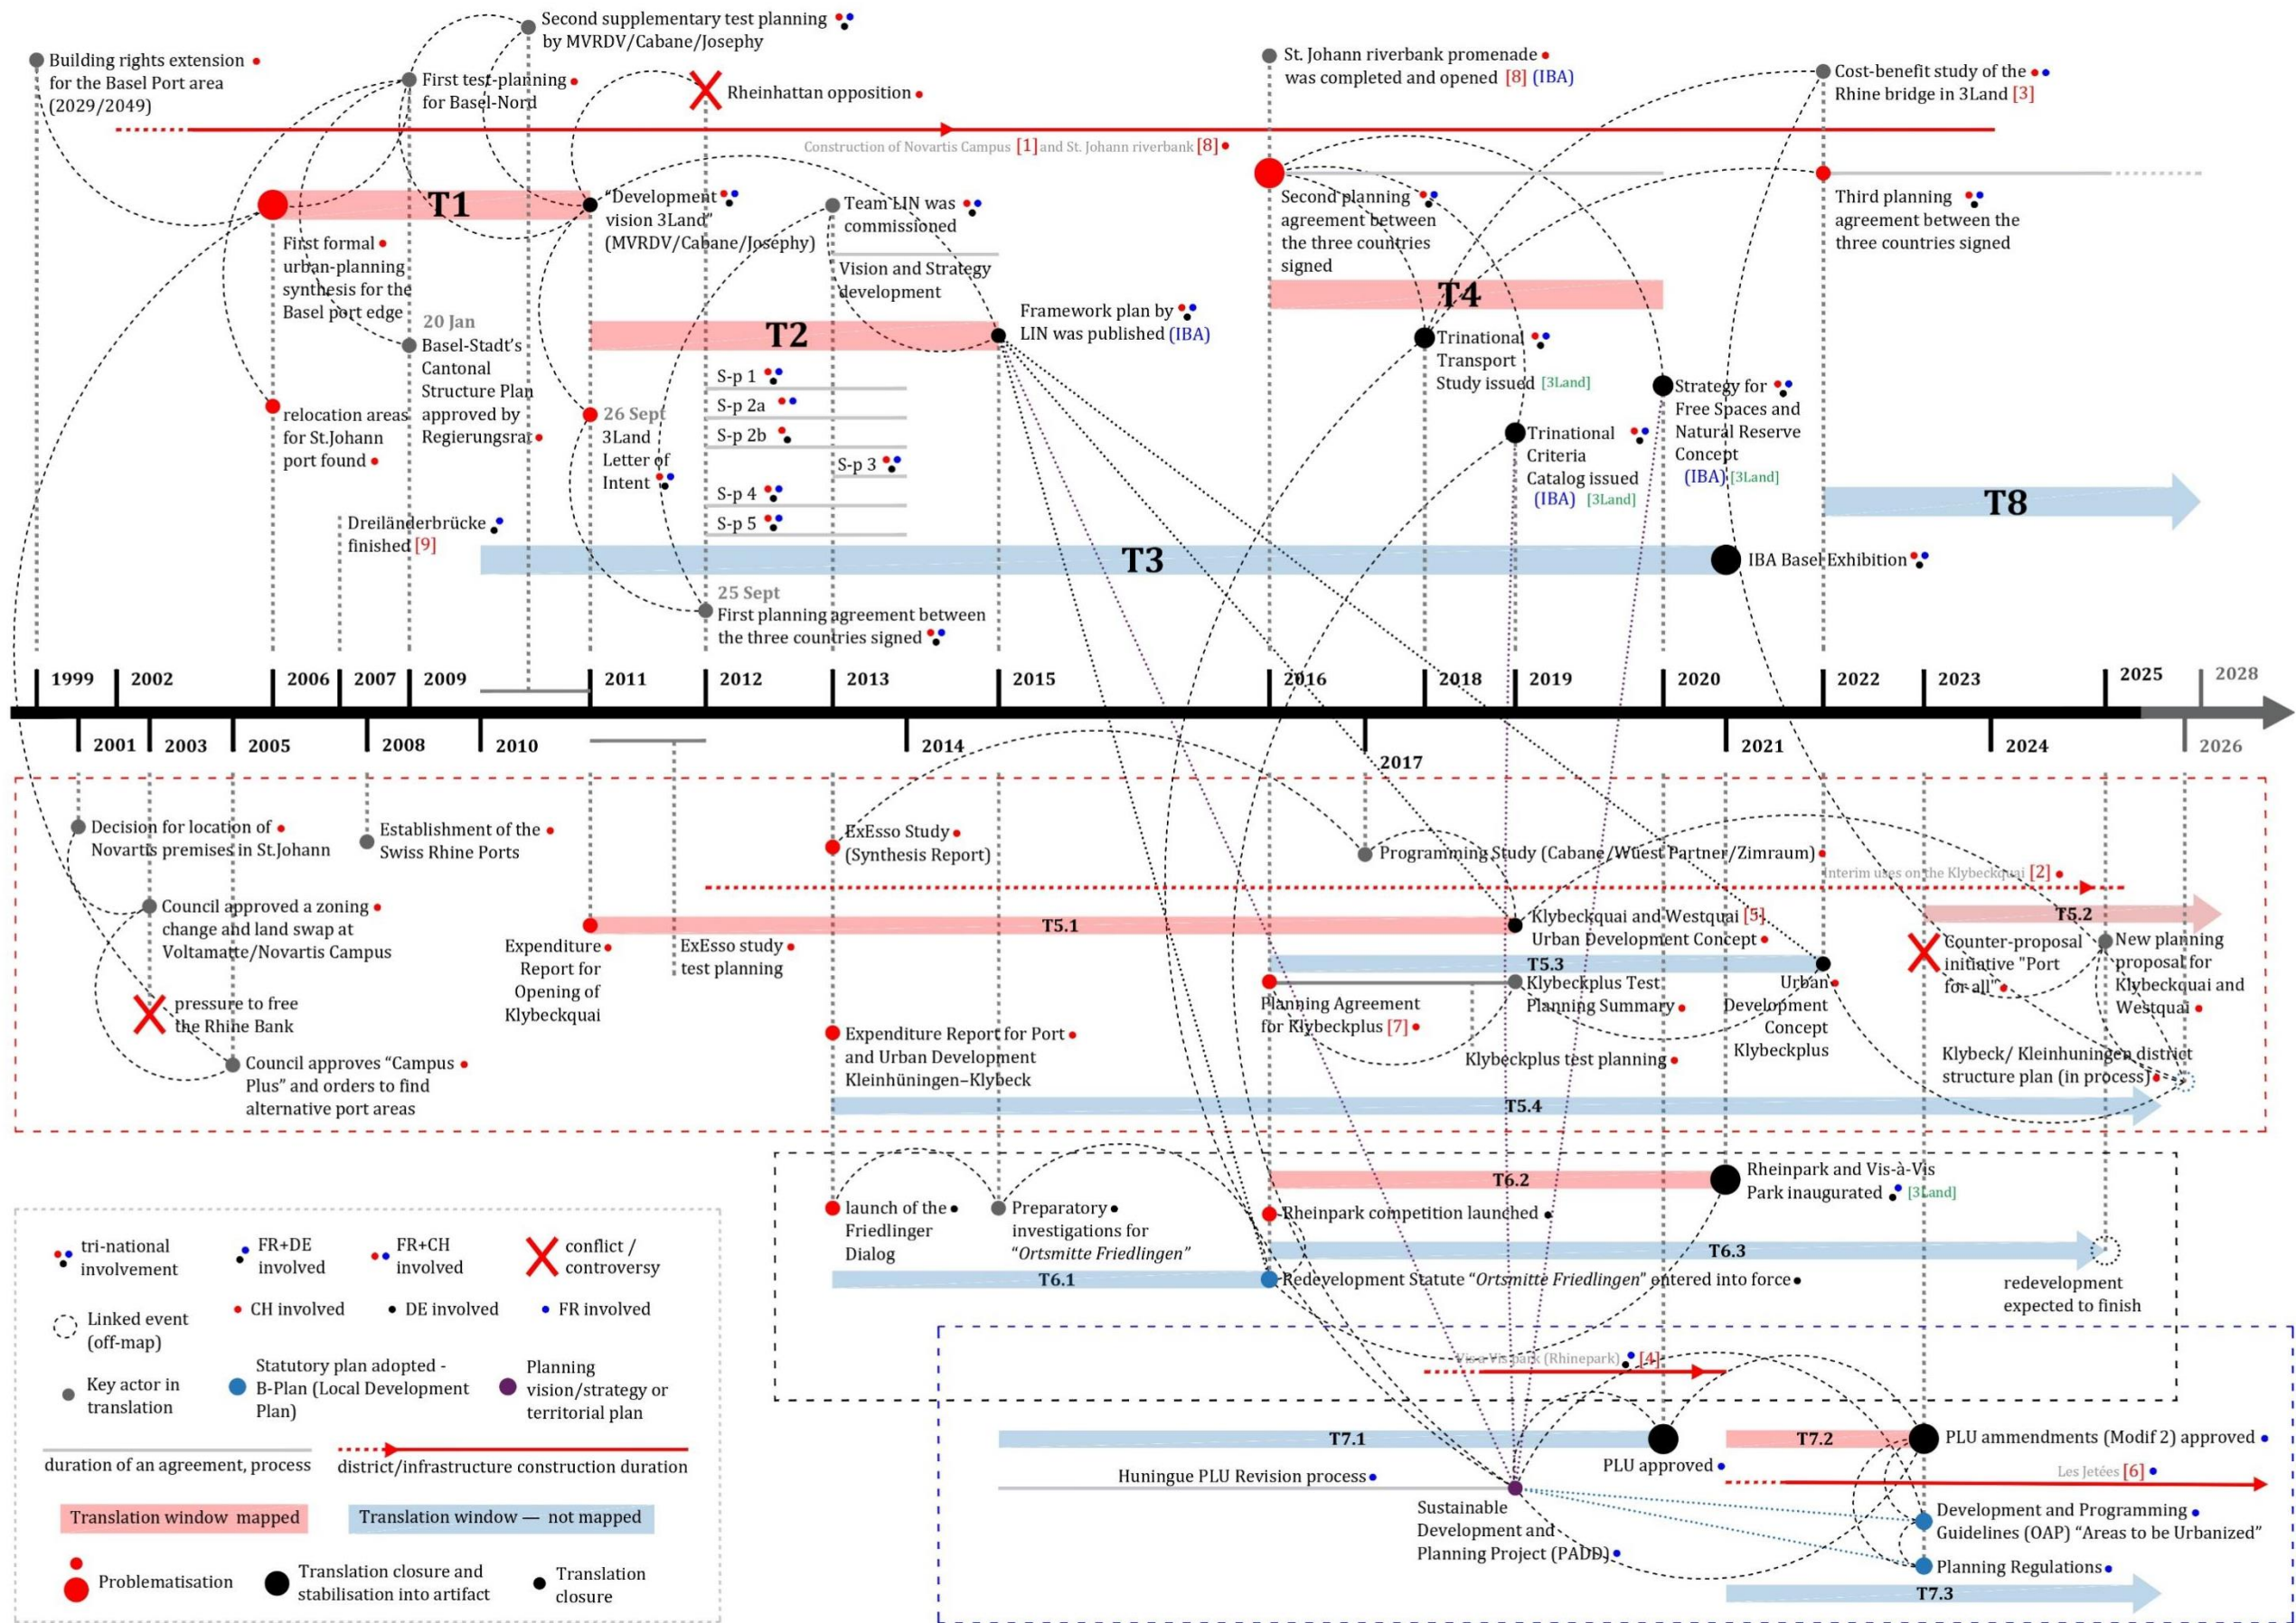 Second supplementary test planning
by MVRDV/Cabane/Josephy
Building rights extension
for the Basel Port area
(2029/2049)
First test-planning
for Basel-Nord
Rheinhattan opposition
St. Johann riverbank promenade
was completed and opened [8] (IBA)
Cost-benefit study of the
Rhine bridge in 3Land [3]
Construction of Novartis Campus [1] and St. Johann riverbank [8]
T1
First formal
urban-planning
synthesis for the
Basel port edge
"Development
vision 3Land"
(MVRDV/Cabane/Josephy)
Team LIN was
commissioned
Vision and Strategy
development
Second planning
agreement between
the three countries
signed
Third planning
agreement between the
three countries signed
T4
20 Jan
Basel-Stadt's
Cantonal
Structure Plan
approved by
Regierungsrat
T2
Framework plan by
LIN was published (IBA)
Trinational
Transport
Study issued [3Land]
S-p 1
S-p 2a
S-p 2b
S-p 3
S-p 4
S-p 5
relocation areas
for St.Johann
port found
26 Sept
3Land
Letter of
Intent
Strategy for
Free Spaces and
Natural Reserve
Concept
(IBA) [3Land]
Trinational
Criteria
Catalog issued
(IBA) [3Land]
T8
Dreiländerbrücke
finished [9]
T3
IBA Basel Exhibition
25 Sept
First planning agreement between
the three countries signed
1999
2002
2006
2007
2009
2011
2012
2013
2015
2016
2018
2019
2020
2022
2023
2025
2028
2001
2003
2005
2008
2010
2014
2017
2021
2024
2026
Decision for location of
Novartis premises in St.Johann
Establishment of the
Swiss Rhine Ports
ExEsso Study
(Synthesis Report)
Programming Study (Cabane/Wüest Partner/Zimraum)
Interim uses on the Klybeckquai [2]
Council approved a zoning
change and land swap at
Voltamatte/Novartis Campus
T5.1
Klybeckquai and Westquai [5]
Urban Development Concept
T5.2
Expenditure
Report for
Opening of
Klybeckquai
ExEsso study
test planning
T5.3
Counter-proposal
initiative "Port
for all"
New planning
proposal for
Klybeckquai and
Westquai
pressure to free
the Rhine Bank
Planning Agreement
for Klybeckplus [7]
Klybeckplus Test
Planning Summary
Urban
Development
Concept
Klybeckplus
Expenditure Report for Port
and Urban Development
Kleinhüningen–Klybeck
Klybeckplus test planning
Council approves "Campus
Plus" and orders to find
alternative port areas
Klybeck/ Kleinhuningen district
structure plan (in process)
T5.4
T6.2
Rheinpark and Vis-à-Vis
Park inaugurated [3Land]
launch of the
Friedlinger
Dialog
Preparatory
investigations for
"Ortsmitte Friedlingen"
Rheinpark competition launched
T6.3
T6.1
Redevelopment Statute "Ortsmitte Friedlingen" entered into force
redevelopment
expected to finish
Vis a Vis park (Rhinepark) [4]
T7.1
T7.2
PLU ammendments (Modif 2) approved
Huningue PLU Revision process
PLU approved
Les Jetées [6]
Sustainable
Development and
Planning Project (PADD)
Development and Programming
Guidelines (OAP) "Areas to be Urbanized"
Planning Regulations
T7.3
tri-national
involvement
FR+DE
involved
FR+CH
involved
conflict /
controversy
Linked event
(off-map)
CH involved
DE involved
FR involved
Key actor in
translation
Statutory plan adopted -
B-Plan (Local Development
Plan)
Planning
vision/strategy or
territorial plan
duration of an agreement, process
district/infrastructure construction duration
Translation window mapped
Translation window — not mapped
Problematisation
Translation closure and
stabilisation into artifact
Translation
closure